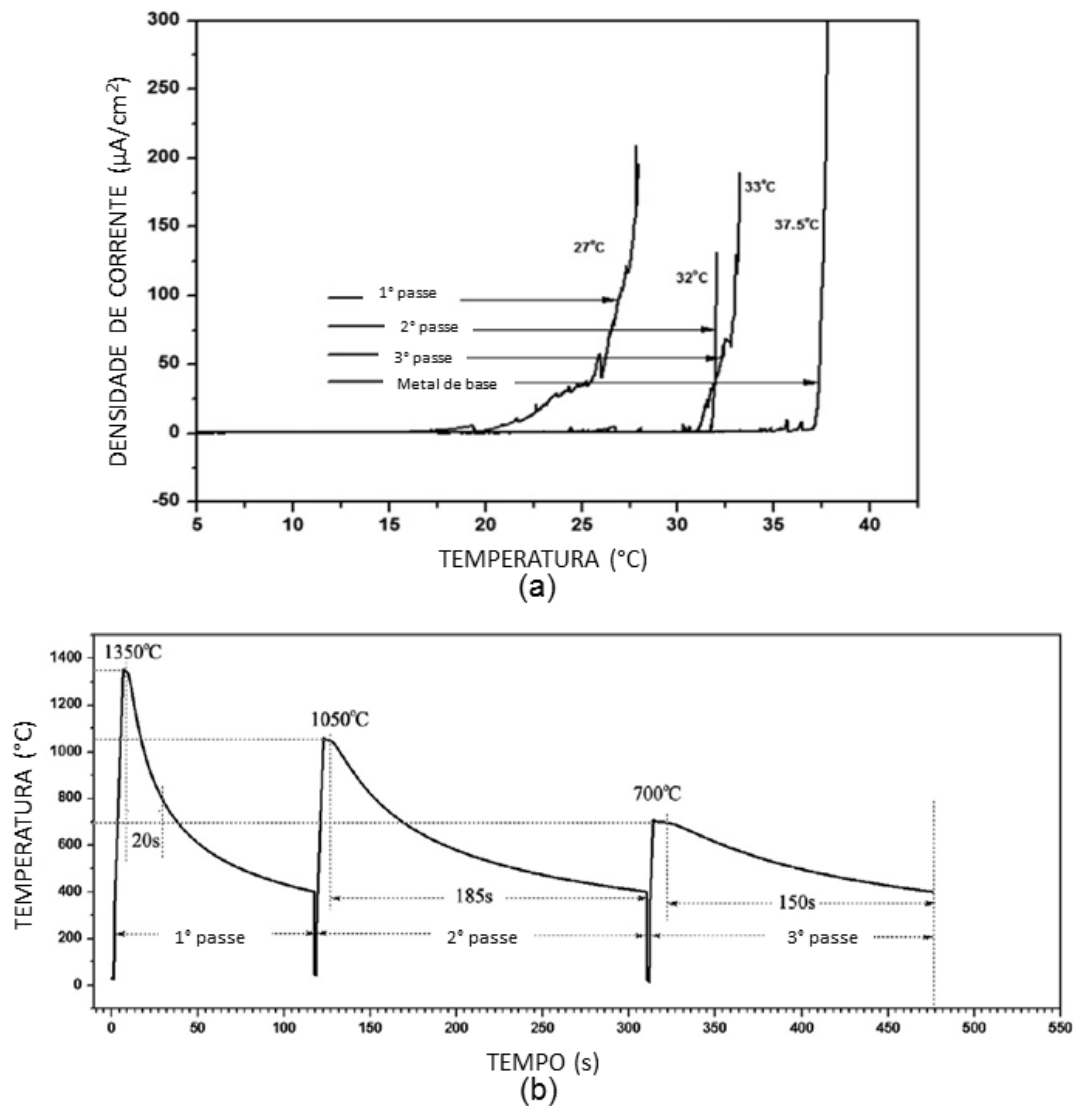 300
250
200
150
100
50
0
-50
DENSIDADE DE CORRENTE (µA/cm²)
27°C
32°C
33°C
37.5°C
1° passe
2° passe
3° passe
Metal de base
5 10 15 20 25 30 35 40
TEMPERATURA (°C)
(a)
1400
1200
1000
800
600
400
200
0
TEMPERATURA (°C)
1350°C
1050°C
700°C
20s
185s
150s
1° passe
2° passe
3° passe
0 50 100 150 200 250 300 350 400 450 500 550
TEMPO (s)
(b)